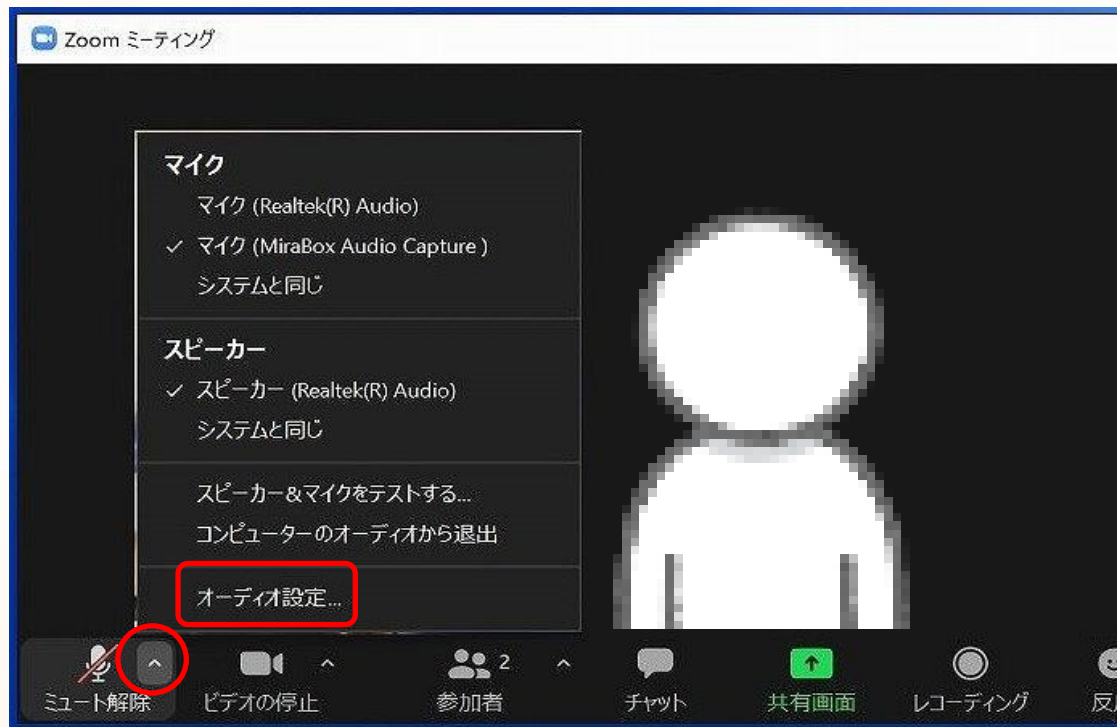 Zoom ミーティング
マイク
マイク (Realtek(R) Audio)
✓ マイク (MiraBox Audio Capture )
システムと同じ
スピーカー
✓ スピーカー (Realtek(R) Audio)
システムと同じ
スピーカー&マイクをテストする...
コンピューターのオーディオから退出
オーディオ設定...
2
ミュート解除 ビデオの停止 参加者 チャット 共有画面 レコーディング